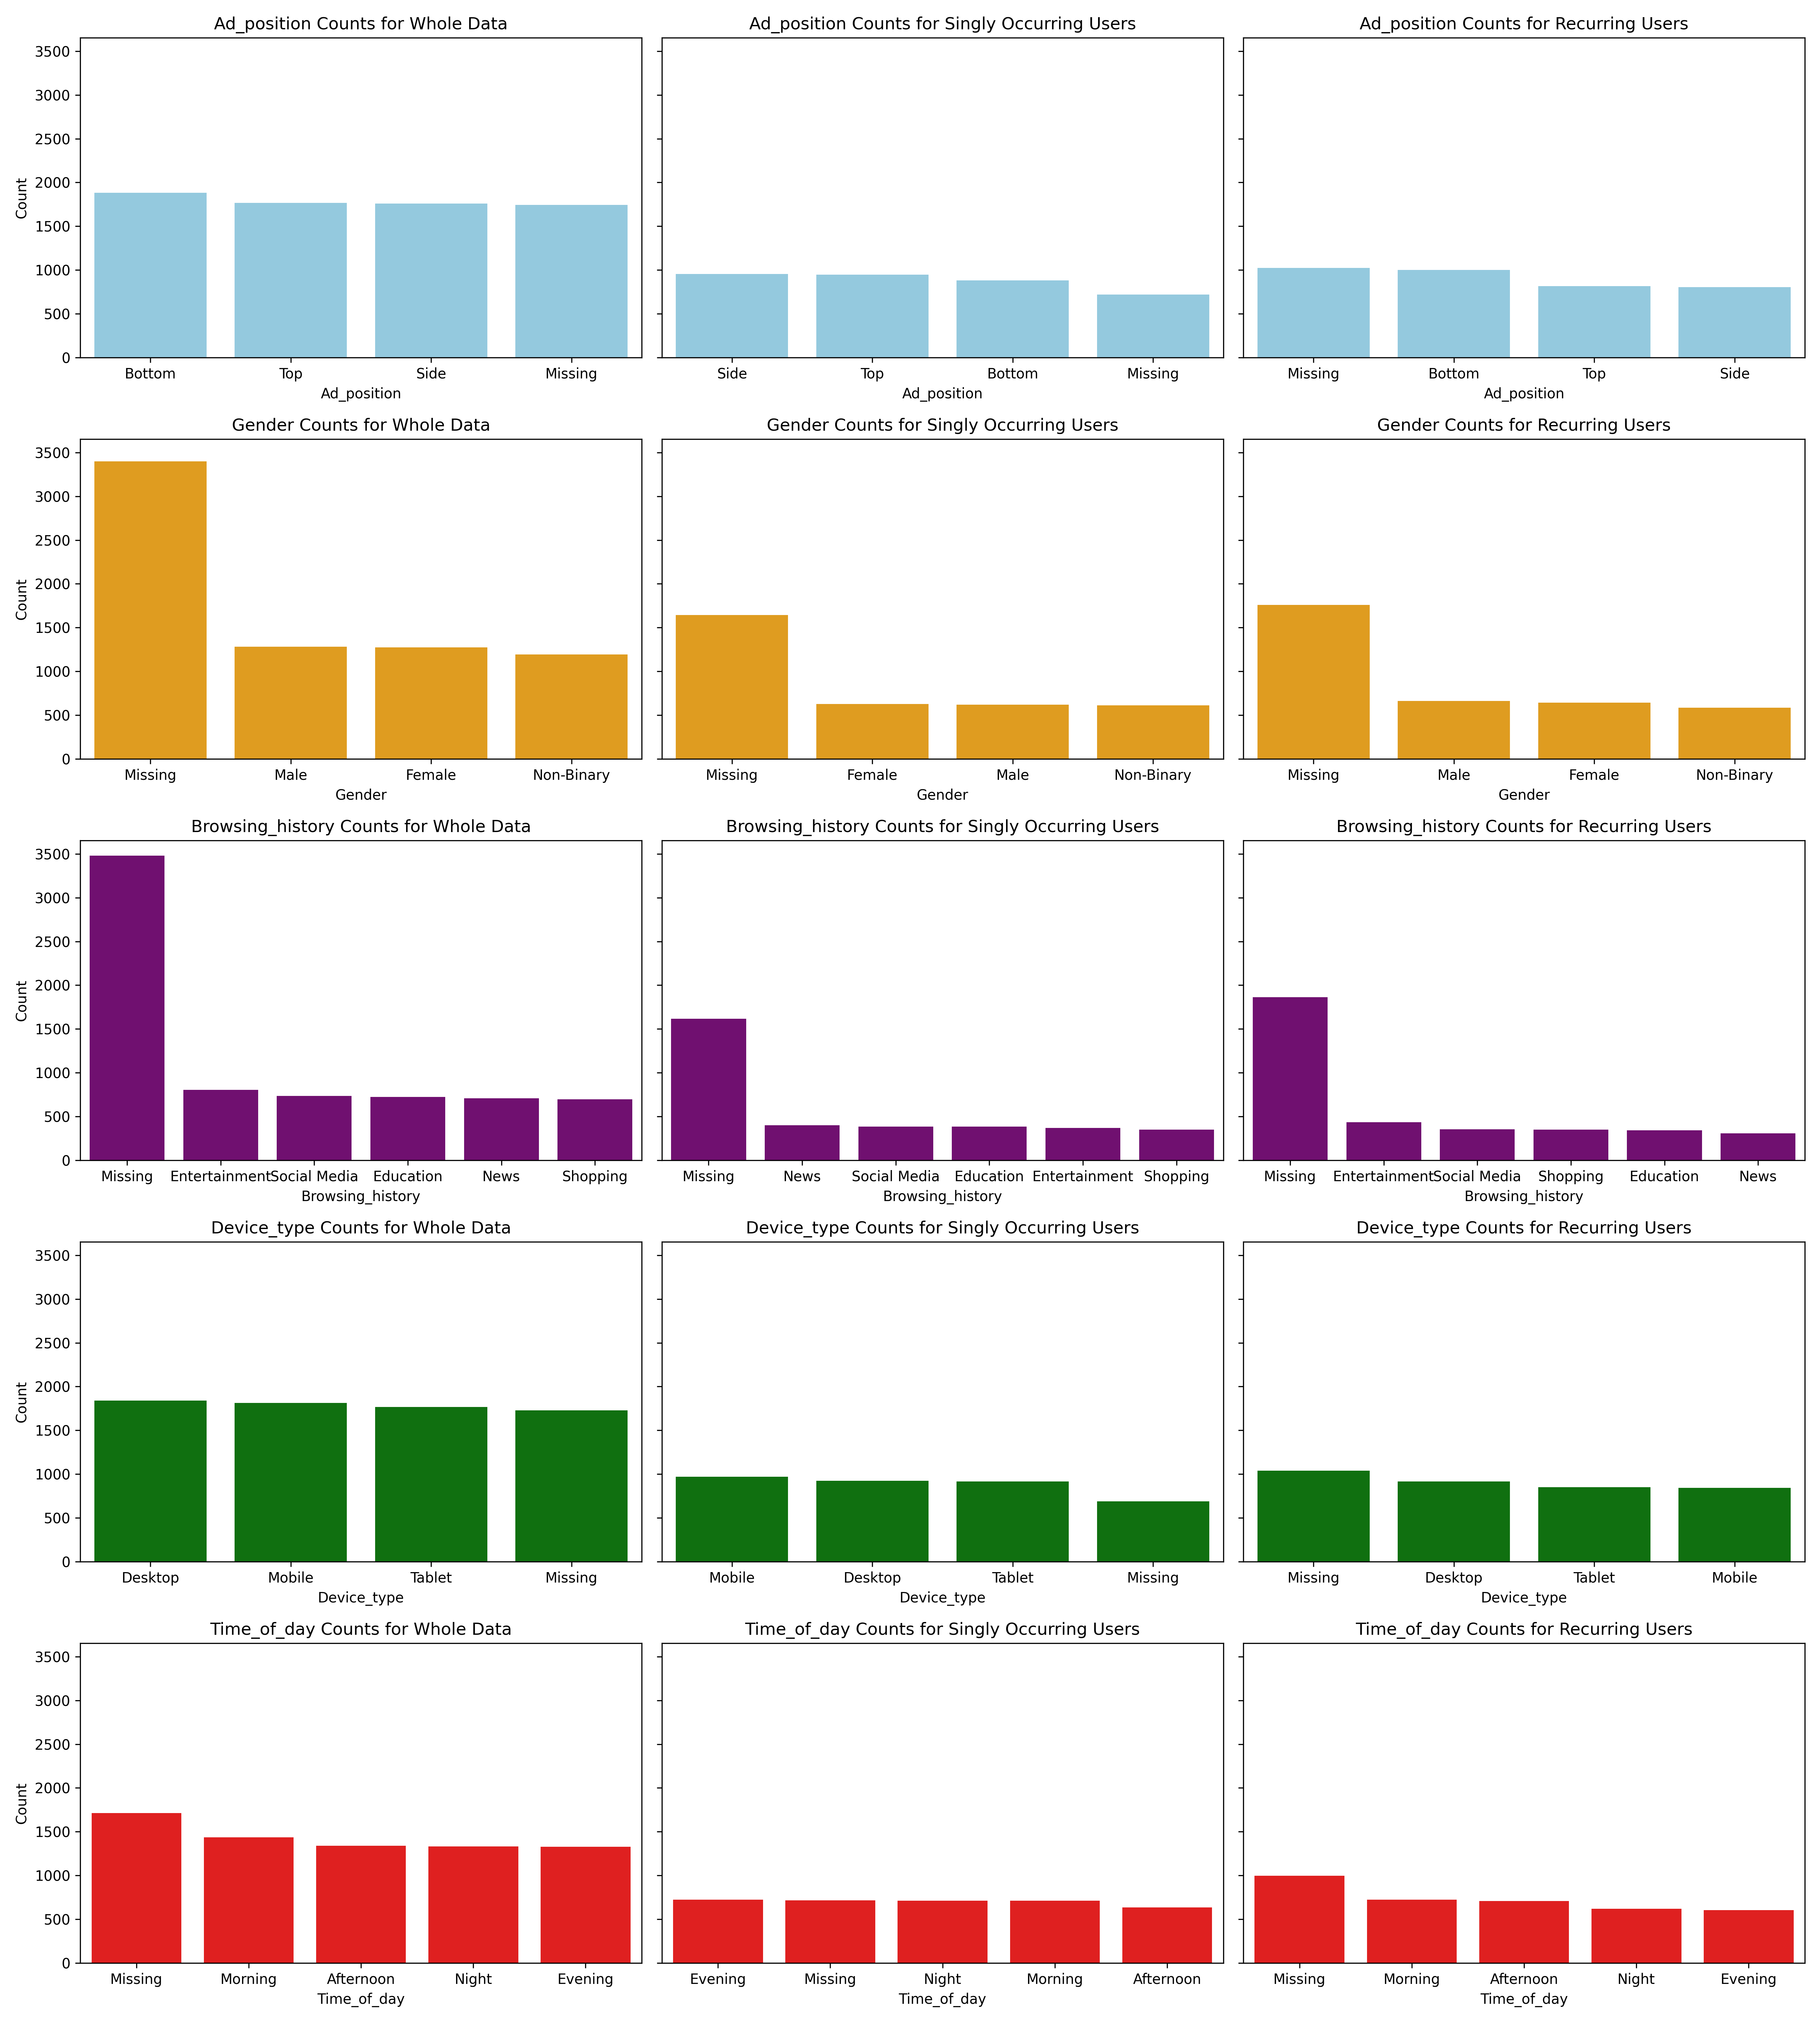 Ad_position Counts for Whole Data
Ad_position Counts for Singly Occurring Users
Ad_position Counts for Recurring Users
3500
3000
2500
2000
1500
1000
500
0
Count
Bottom Top Side Missing
Side Top Bottom Missing
Missing Bottom Top Side
Ad_position
Ad_position
Ad_position
Gender Counts for Whole Data
Gender Counts for Singly Occurring Users
Gender Counts for Recurring Users
3500
3000
2500
2000
1500
1000
500
0
Count
Missing Male Female Non-Binary
Missing Female Male Non-Binary
Missing Male Female Non-Binary
Gender
Gender
Gender
Browsing_history Counts for Whole Data
Browsing_history Counts for Singly Occurring Users
Browsing_history Counts for Recurring Users
3500
3000
2500
2000
1500
1000
500
0
Count
Missing Entertainment Social Media Education News Shopping
Missing News Social Media Education Entertainment Shopping
Missing Entertainment Social Media Shopping Education News
Browsing_history
Browsing_history
Browsing_history
Device_type Counts for Whole Data
Device_type Counts for Singly Occurring Users
Device_type Counts for Recurring Users
3500
3000
2500
2000
1500
1000
500
0
Count
Desktop Mobile Tablet Missing
Mobile Desktop Tablet Missing
Missing Desktop Tablet Mobile
Device_type
Device_type
Device_type
Time_of_day Counts for Whole Data
Time_of_day Counts for Singly Occurring Users
Time_of_day Counts for Recurring Users
3500
3000
2500
2000
1500
1000
500
0
Count
Missing Morning Afternoon Night Evening
Evening Missing Night Morning Afternoon
Missing Morning Afternoon Night Evening
Time_of_day
Time_of_day
Time_of_day